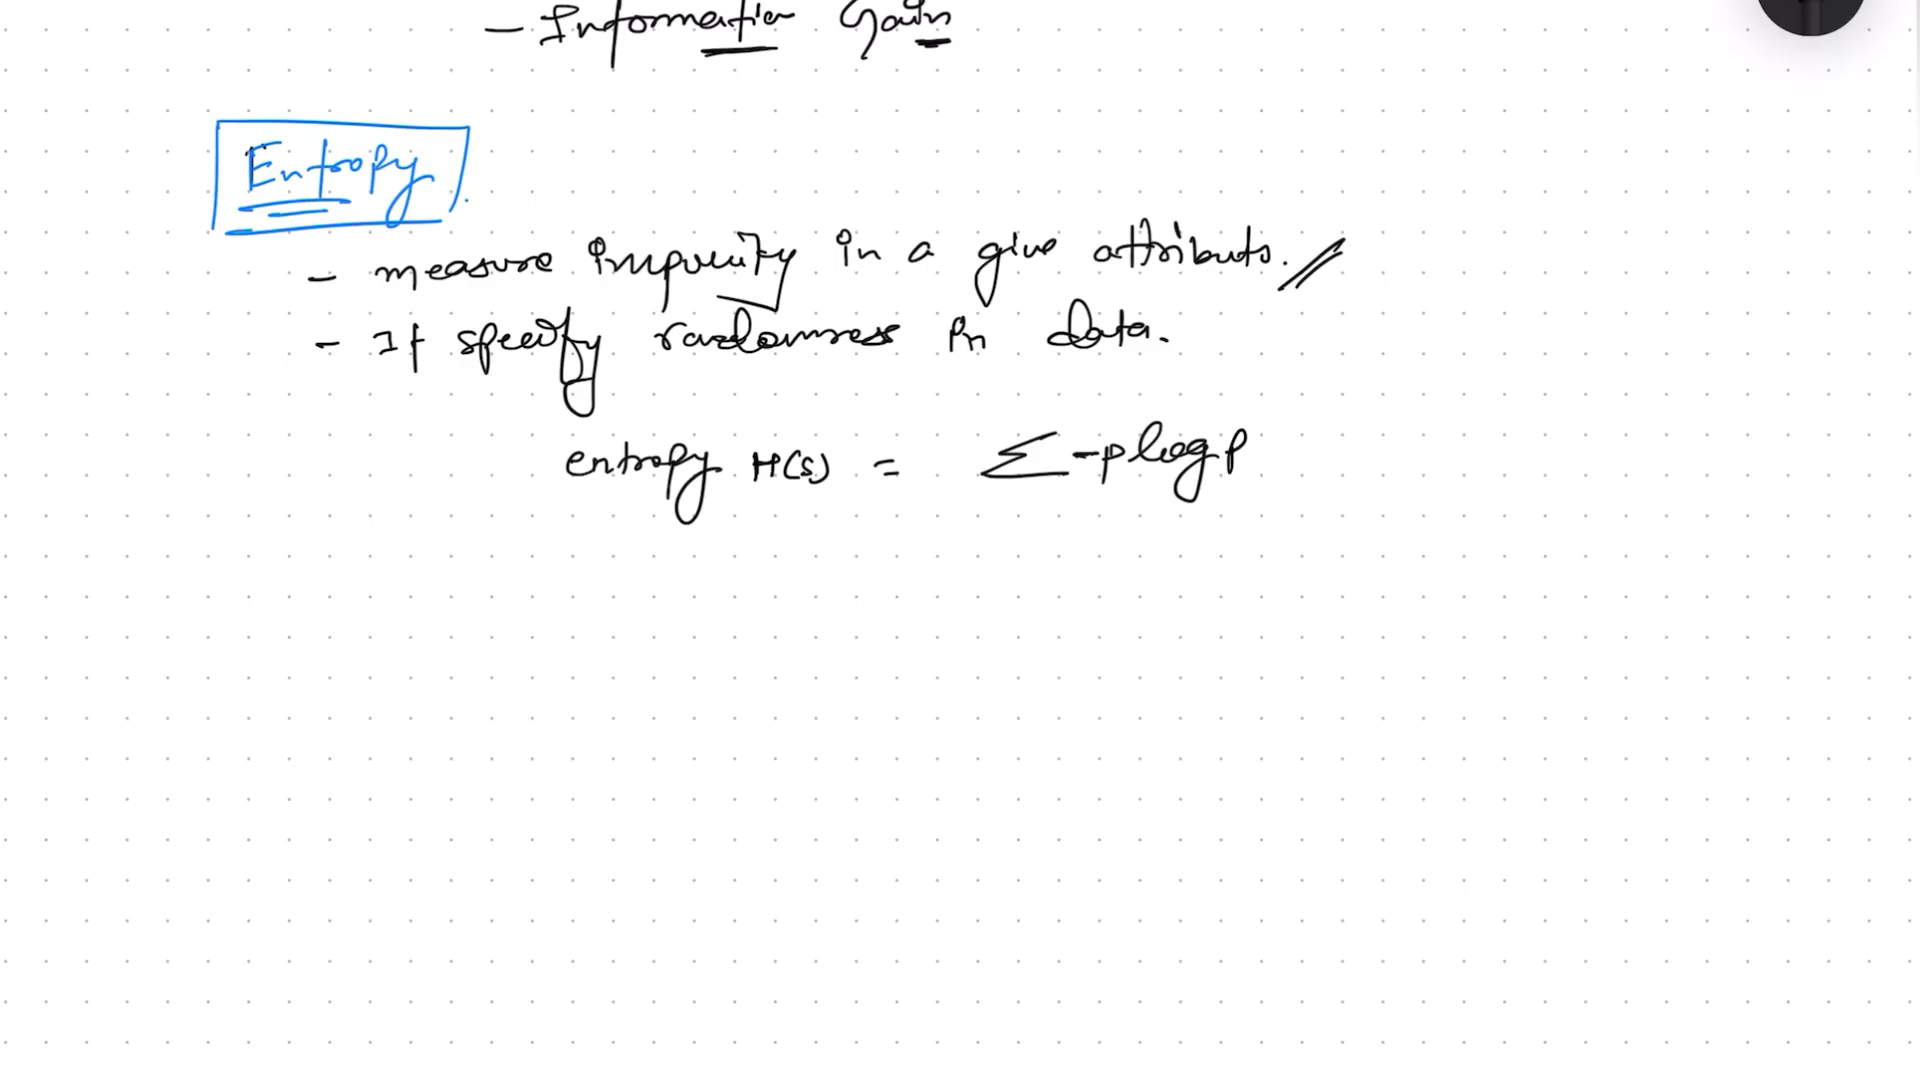 - Information Gain
Entropy
- measure impurity in a give attribute.
- It specify randomness in data.
entropy H(s) = Σ -p log p